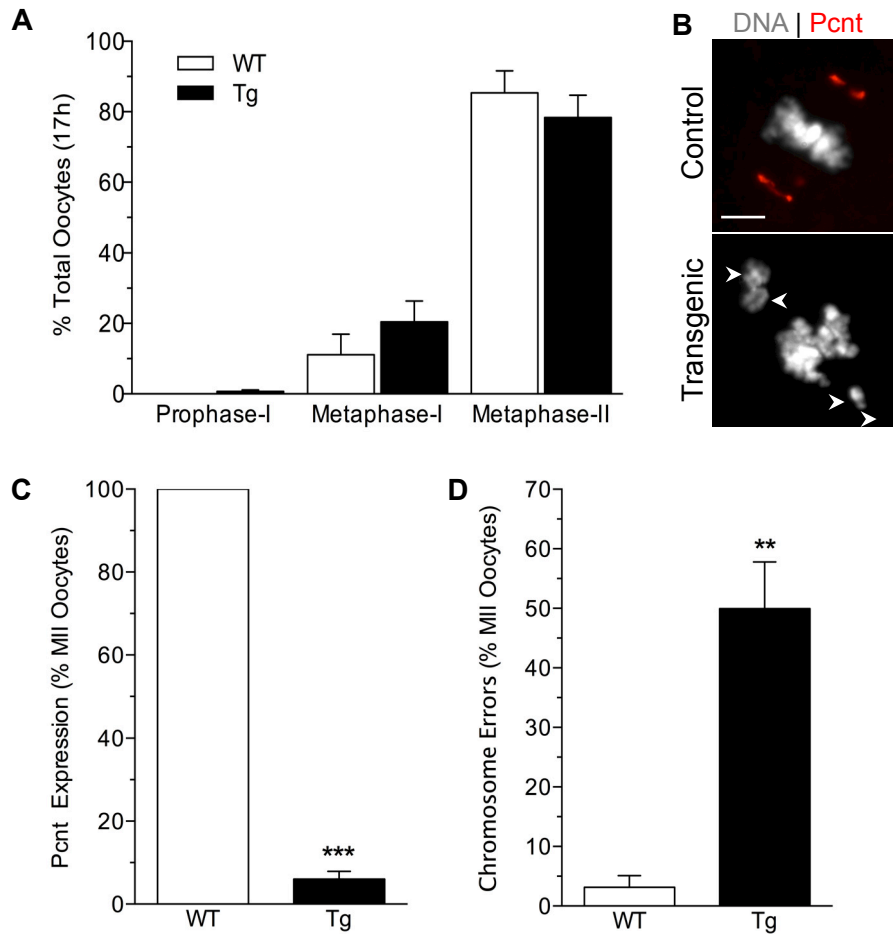 A
% Total Oocytes (17h)
100
80
60
40
20
0
WT
Tg
Prophase-I Metaphase-I Metaphase-II
B
DNA | Pcnt
Control
Transgenic
C
Pcnt Expression (% MII Oocytes)
100
80
60
40
20
0
***
WT Tg
D
Chromosome Errors (% MII Oocytes)
70
60
50
40
30
20
10
0
**
WT Tg